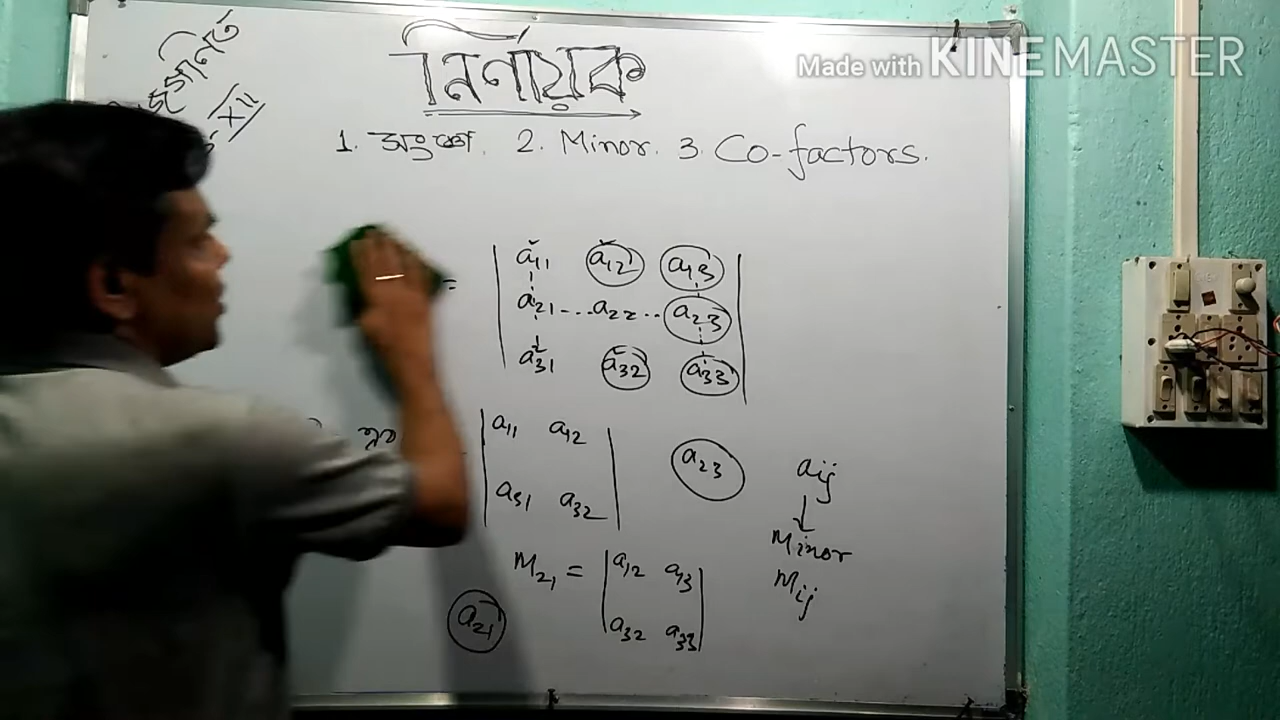 Made with KINEMASTER
নির্ণায়ক
XII
1. 2. Minor. 3. Co-factors.
=
a11 a12 a13
a21 ... a22 .. a23
a31 a32 a33
a11 a12
a31 a32
a23
aij
↓
Minor
Mij
M21 = a12 a13
a32 a33
a21